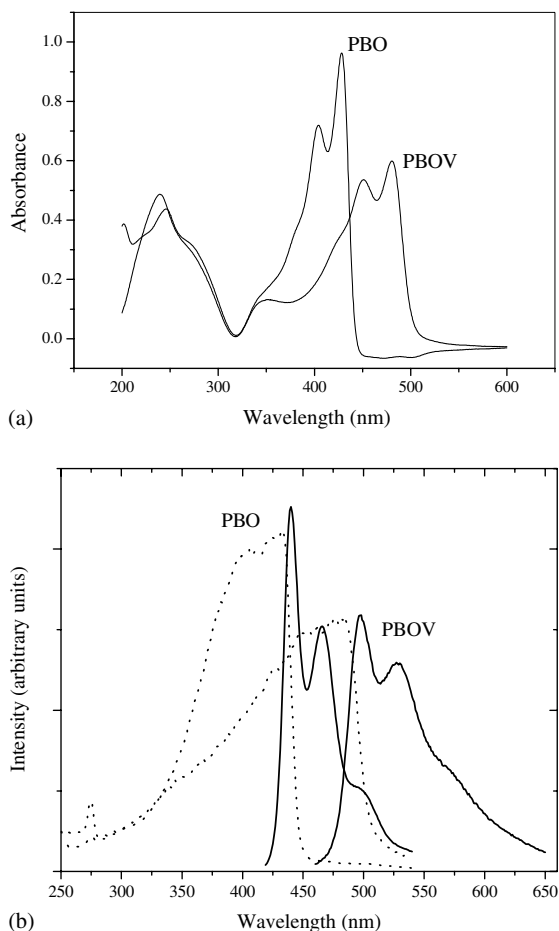 PBO
PBOV
1.0
0.8
0.6
0.4
0.2
0.0
Absorbance
200 300 400 500 600
Wavelength (nm)
(a)
PBO
PBOV
Intensity (arbitrary units)
250 300 350 400 450 500 550 600 650
Wavelength (nm)
(b)